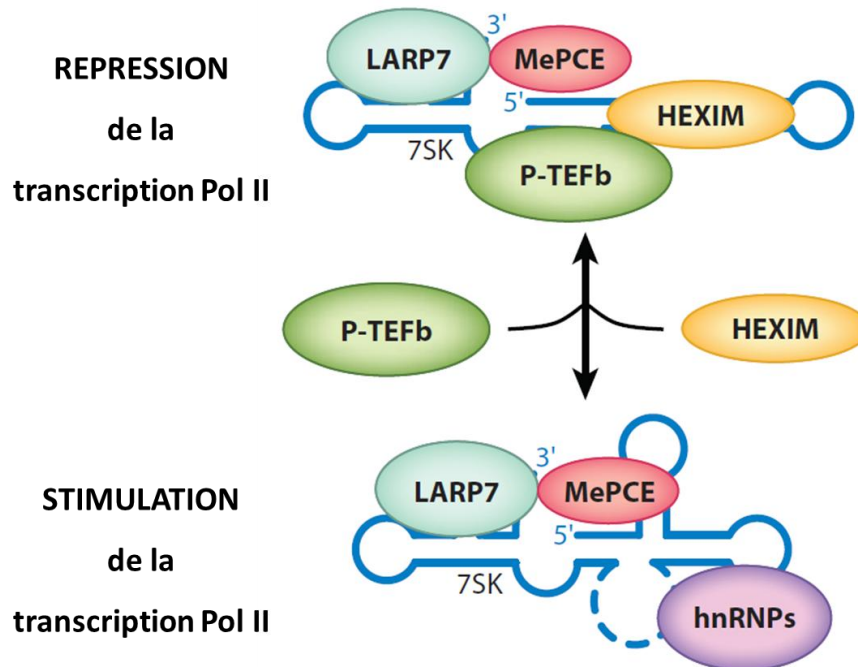 REPRESSION
de la
transcription Pol II
LARP7
3'
MePCE
5'
HEXIM
7SK
P-TEFb
P-TEFb
HEXIM
STIMULATION
de la
transcription Pol II
LARP7
3'
MePCE
5'
7SK
hnRNPs